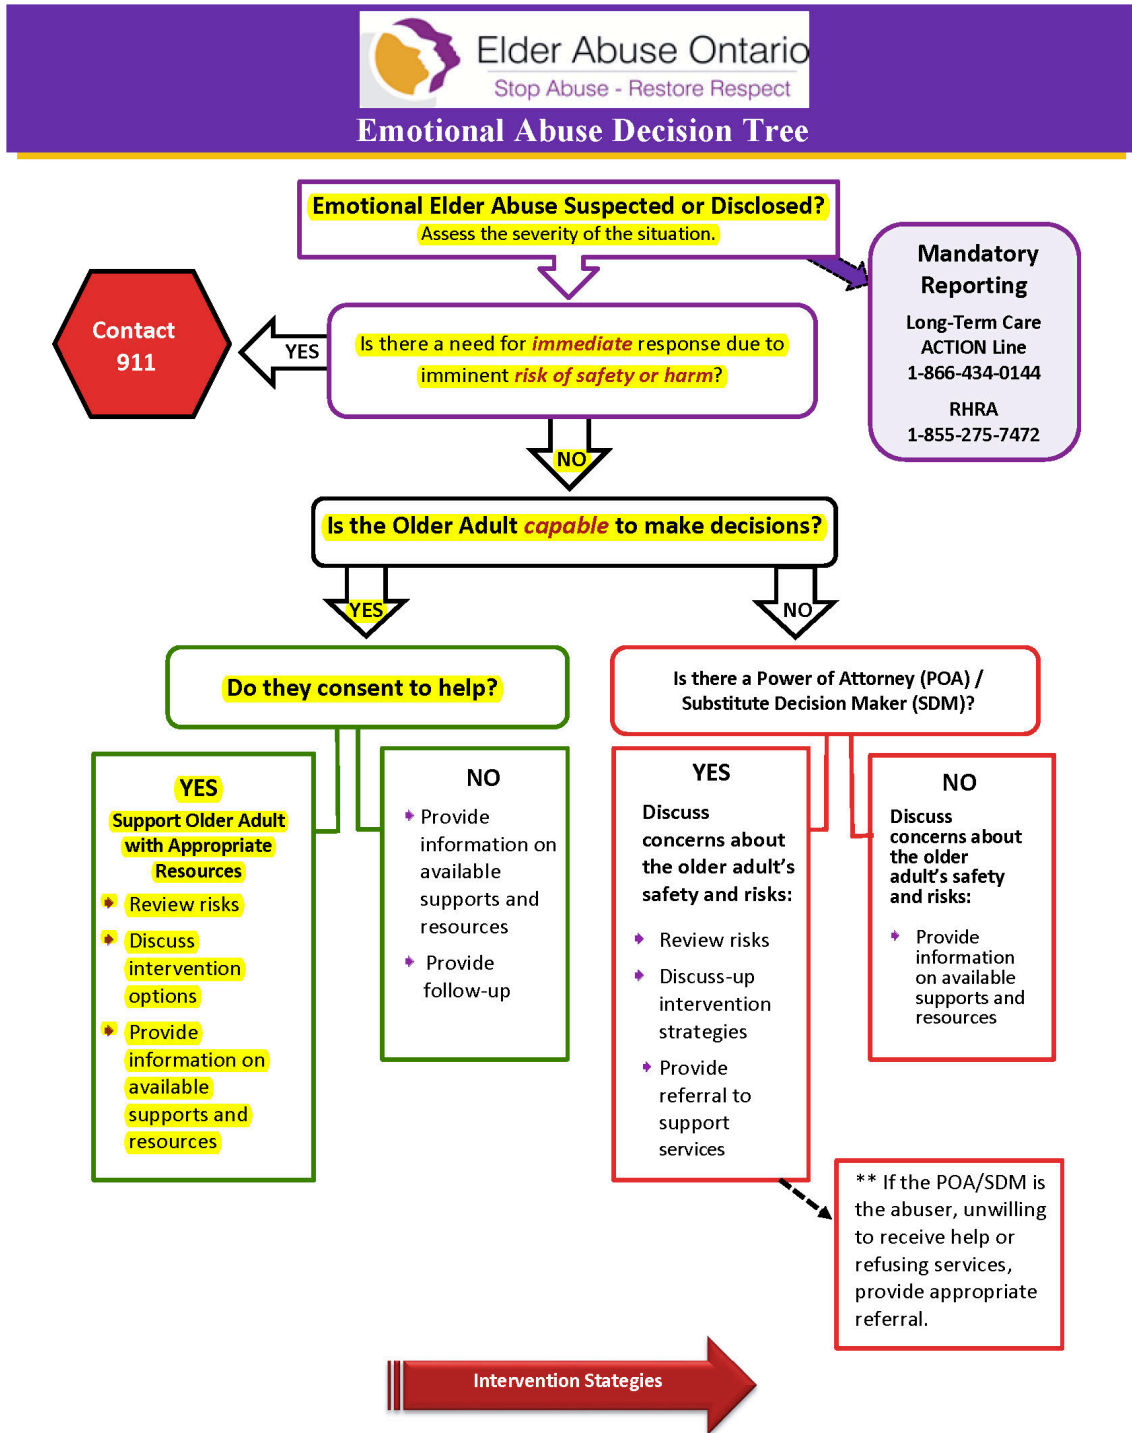 Elder Abuse Ontario
Stop Abuse - Restore Respect
Emotional Abuse Decision Tree
Emotional Elder Abuse Suspected or Disclosed?
Assess the severity of the situation.
Mandatory
Reporting
Long-Term Care
ACTION Line
1-866-434-0144
RHRA
1-855-275-7472
Contact
911
YES
Is there a need for immediate response due to
imminent risk of safety or harm?
NO
Is the Older Adult capable to make decisions?
YES
NO
Do they consent to help?
Is there a Power of Attorney (POA) /
Substitute Decision Maker (SDM)?
YES
Support Older Adult
with Appropriate
Resources
Review risks
Discuss
intervention
options
Provide
information on
available
supports and
resources
NO
Provide
information on
available
supports and
resources
Provide
follow-up
YES
Discuss
concerns about
the older adult's
safety and risks:
Review risks
Discuss-up
intervention
strategies
Provide
referral to
support
services
NO
Discuss
concerns about
the older
adult's safety
and risks:
Provide
information
on available
supports and
resources
** If the POA/SDM is
the abuser, unwilling
to receive help or
refusing services,
provide appropriate
referral.
Intervention Stategies